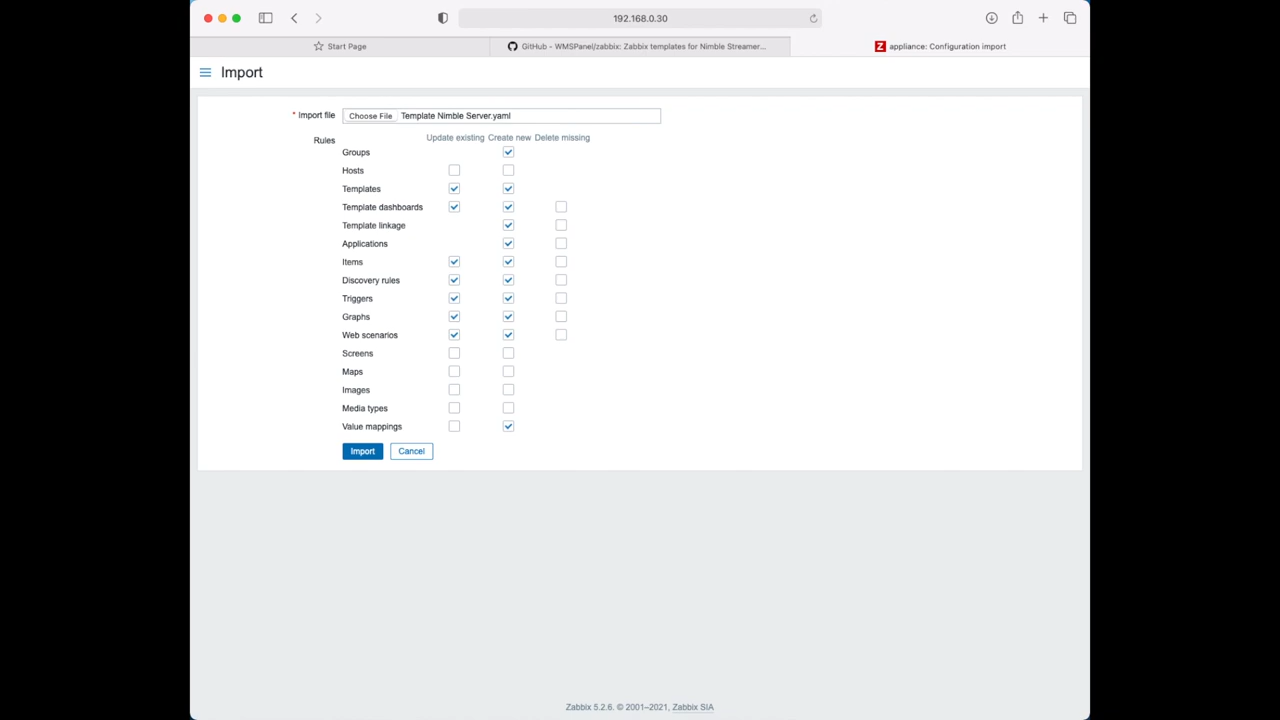 192.168.0.30
Start Page
GitHub - WMSPanel/zabbix: Zabbix templates for Nimble Streamer...
Z appliance: Configuration import
Import
* Import file Choose File Template Nimble Server.yaml
Rules Update existing Create new Delete missing
Groups
Hosts
Templates
Template dashboards
Template linkage
Applications
Items
Discovery rules
Triggers
Graphs
Web scenarios
Screens
Maps
Images
Media types
Value mappings
Import Cancel
Zabbix 5.2.6. © 2001–2021, Zabbix SIA